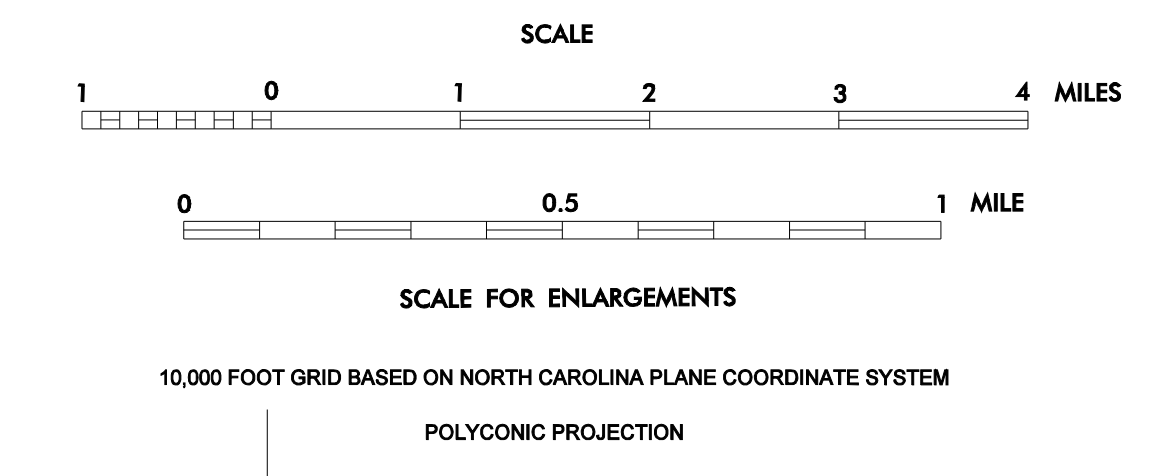 SCALE
1 0 1 2 3 4 MILES
0 0.5 1 MILE
SCALE FOR ENLARGEMENTS
10,000 FOOT GRID BASED ON NORTH CAROLINA PLANE COORDINATE SYSTEM
POLYCONIC PROJECTION